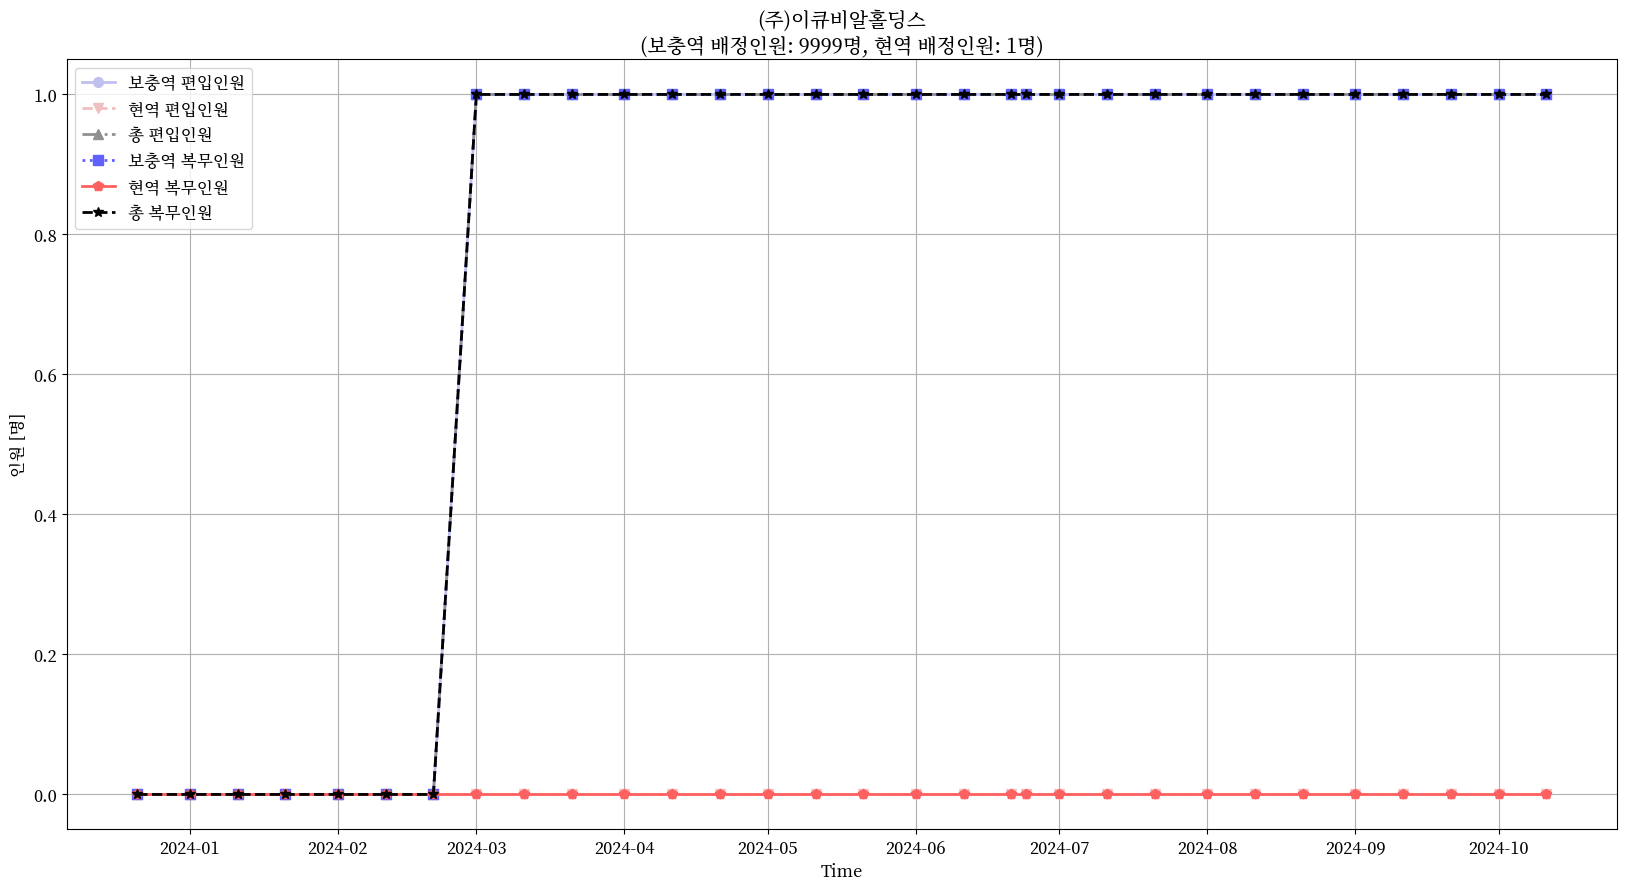 (주)이큐비알홀딩스
(보충역 배정인원: 9999명, 현역 배정인원: 1명)
보충역 편입인원
현역 편입인원
총 편입인원
보충역 복무인원
현역 복무인원
총 복무인원
인원 [명]
1.0
0.8
0.6
0.4
0.2
0.0
2024-01
2024-02
2024-03
2024-04
2024-05
2024-06
2024-07
2024-08
2024-09
2024-10
Time